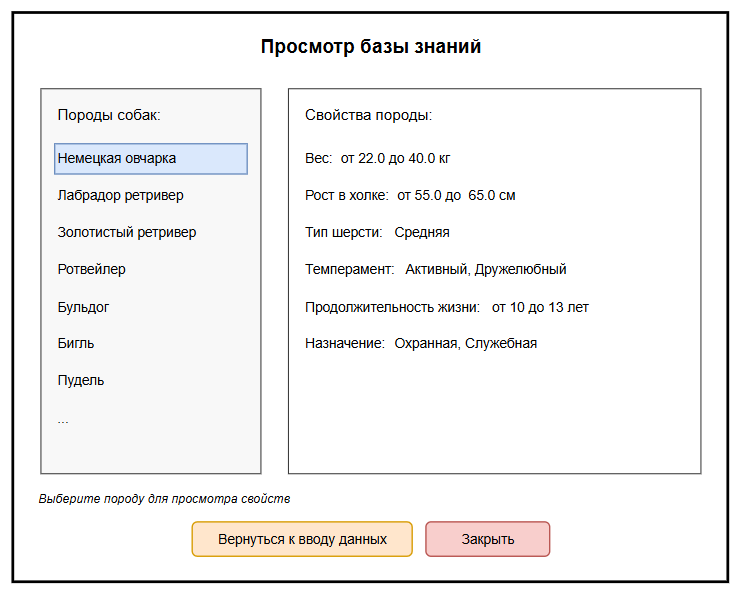 Просмотр базы знаний
Породы собак:
Немецкая овчарка
Лабрадор ретривер
Золотистый ретривер
Ротвейлер
Бульдог
Бигль
Пудель
...
Свойства породы:
Вес: от 22.0 до 40.0 кг
Рост в холке: от 55.0 до 65.0 см
Тип шерсти: Средняя
Темперамент: Активный, Дружелюбный
Продолжительность жизни: от 10 до 13 лет
Назначение: Охранная, Служебная
Выберите породу для просмотра свойств
Вернуться к вводу данных
Закрыть